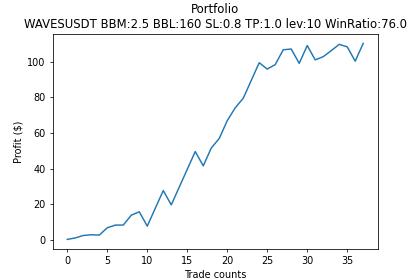 Portfolio
WAVESUSDT BBM:2.5 BBL:160 SL:0.8 TP:1.0 lev:10 WinRatio:76.0
100
80
60
40
20
0
Profit ($)
0 5 10 15 20 25 30 35
Trade counts